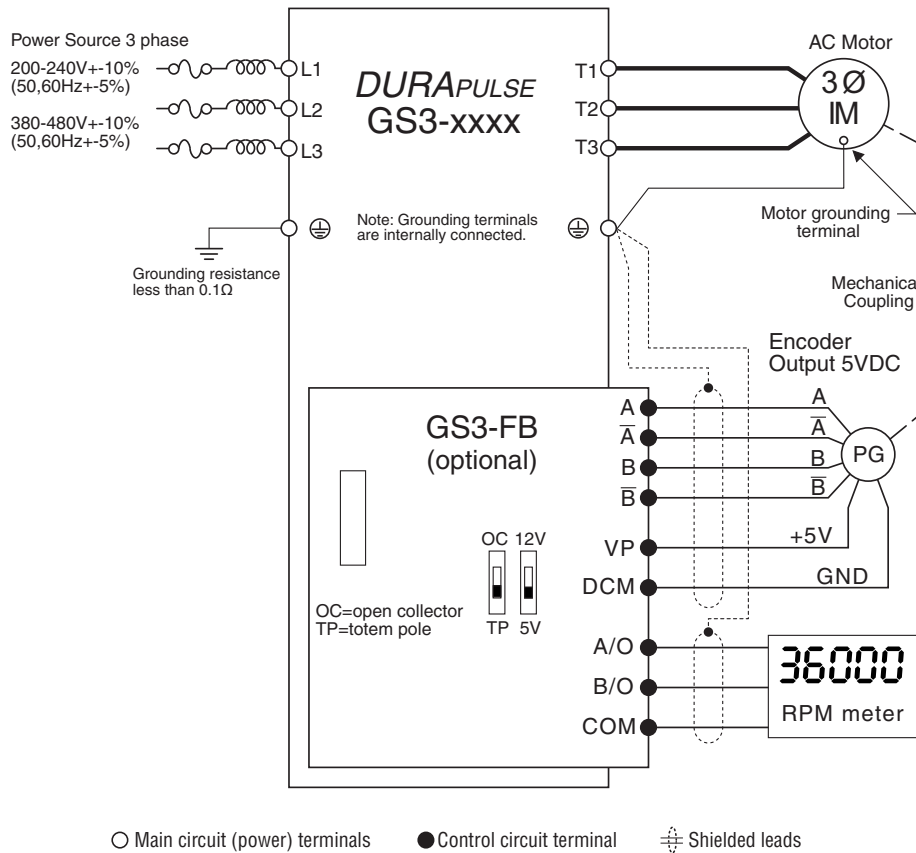 Power Source 3 phase
200-240V+-10%
(50,60Hz+-5%)
380-480V+-10%
(50,60Hz+-5%)
L1
L2
L3
DURAPULSE
GS3-xxxx
T1
T2
T3
AC Motor
3Ø
IM
Motor grounding
terminal
Note: Grounding terminals
are internally connected.
Grounding resistance
less than 0.1Ω
Mechanica
Coupling
Encoder
Output 5VDC
GS3-FB
(optional)
A
A̅
B
B̅
VP
DCM
A/O
B/O
COM
A
A̅
B
B̅
+5V
GND
PG
OC 12V
TP 5V
OC=open collector
TP=totem pole
36000
RPM meter
Main circuit (power) terminals
Control circuit terminal
Shielded leads